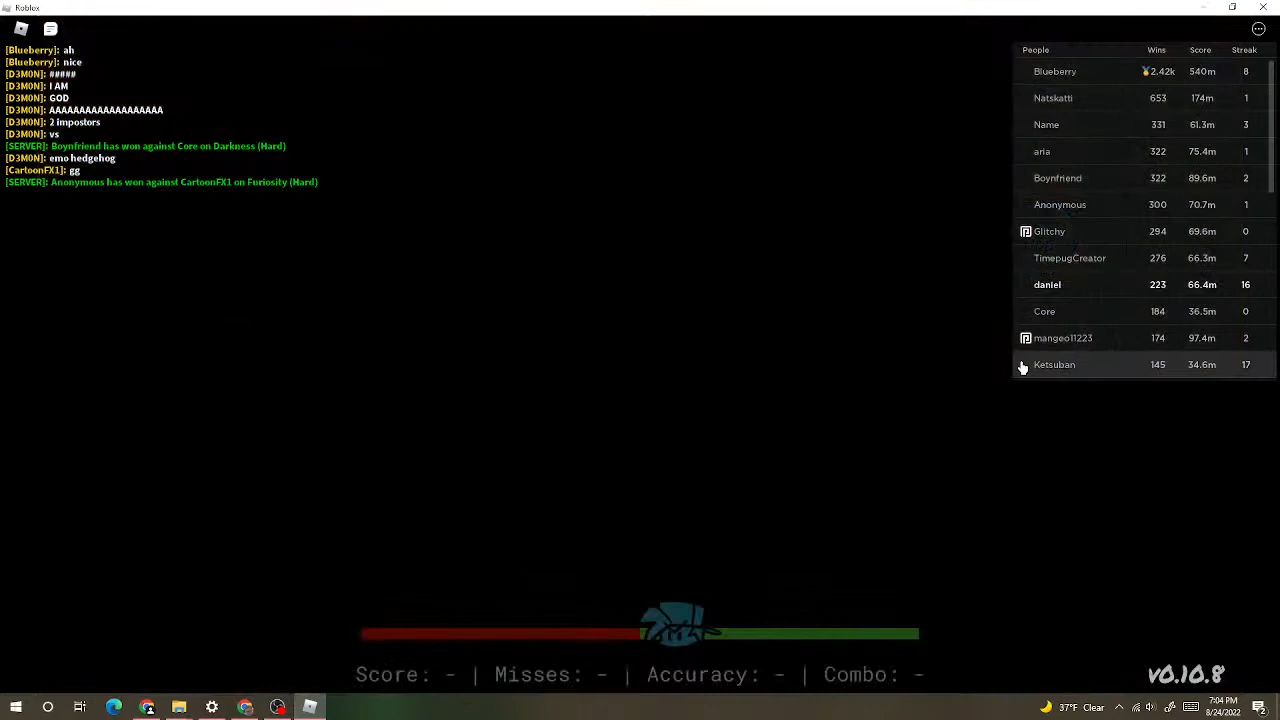 Roblox
[Blueberry]: ah
[Blueberry]: nice
[D3M0N]: #####
[D3M0N]: I AM
[D3M0N]: GOD
[D3M0N]: AAAAAAAAAAAAAAAAAAA
[D3M0N]: 2 impostors
[D3M0N]: vs
[SERVER]: Boynfriend has won against Core on Darkness (Hard)
[D3M0N]: emo hedgehog
[CartoonFX1]: gg
[SERVER]: Anonymous has won against CartoonFX1 on Furiosity (Hard)
People Wins Score Streak
Blueberry 2.42k 540m 8
Natskatti 653 174m 1
Name 331 61.3m 3
aria 322 75.4m 1
Boynfriend 322 89.6m 2
Anonymous 300 70.7m 1
Glitchy 294 69.6m 0
TimepugCreator 276 66.3m 7
daniel 223 66.4m 16
Core 184 36.5m 0
mangeo11223 174 97.4m 2
Ketsuban 145 34.6m 17
Score: - | Misses: - | Accuracy: - | Combo: -
v0.10.8
37°F Clear
7:04 PM
8/24/2022
2